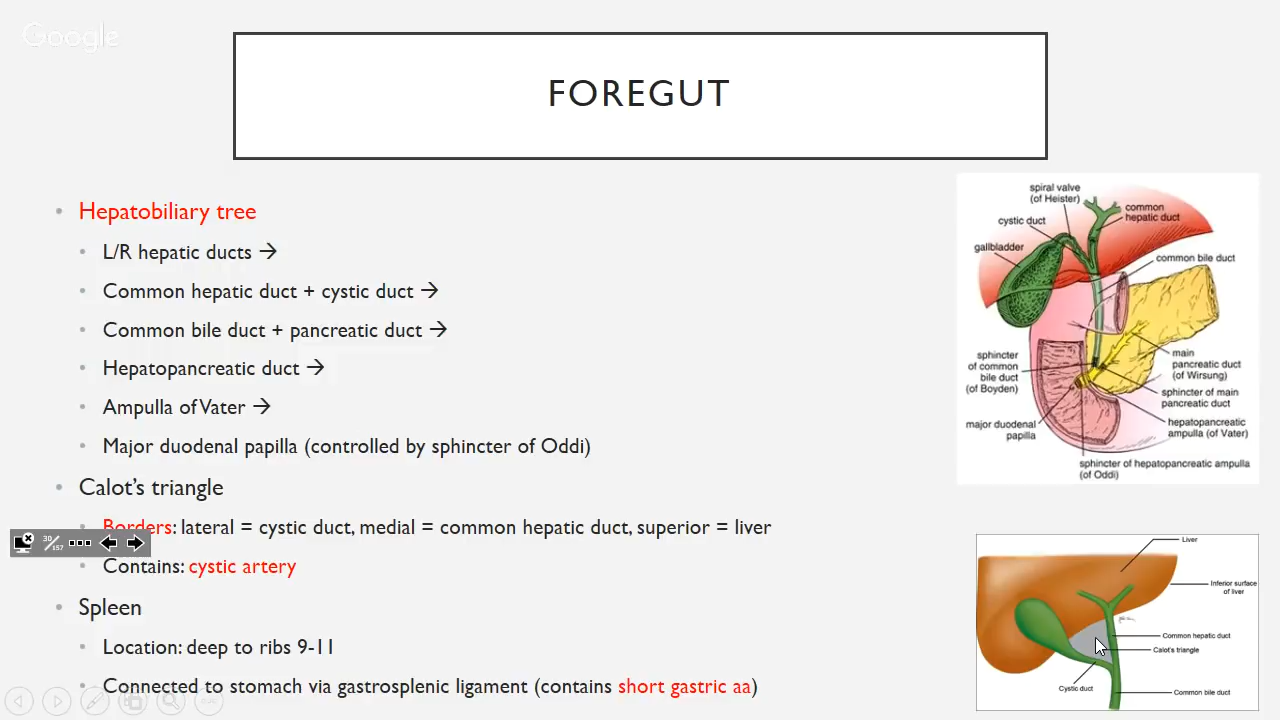 Google
FOREGUT
• Hepatobiliary tree
• L/R hepatic ducts →
• Common hepatic duct + cystic duct →
• Common bile duct + pancreatic duct →
• Hepatopancreatic duct →
• Ampulla of Vater →
• Major duodenal papilla (controlled by sphincter of Oddi)
• Calot's triangle
Borders: lateral = cystic duct, medial = common hepatic duct, superior = liver
• Contains: cystic artery
• Spleen
• Location: deep to ribs 9-11
• Connected to stomach via gastrosplenic ligament (contains short gastric aa)
30/157
spiral valve
(of Heister)
cystic duct
gallbladder
common
hepatic duct
common bile duct
sphincter
of common
bile duct
(of Boyden)
major duodenal
papilla
main
pancreatic duct
(of Wirsung)
sphincter of main
pancreatic duct
hepatopancreatic
ampulla (of Vater)
sphincter of hepatopancreatic ampulla
(of Oddi)
Liver
Inferior surface
of liver
Common hepatic duct
Calot's triangle
Cystic duct
Common bile duct